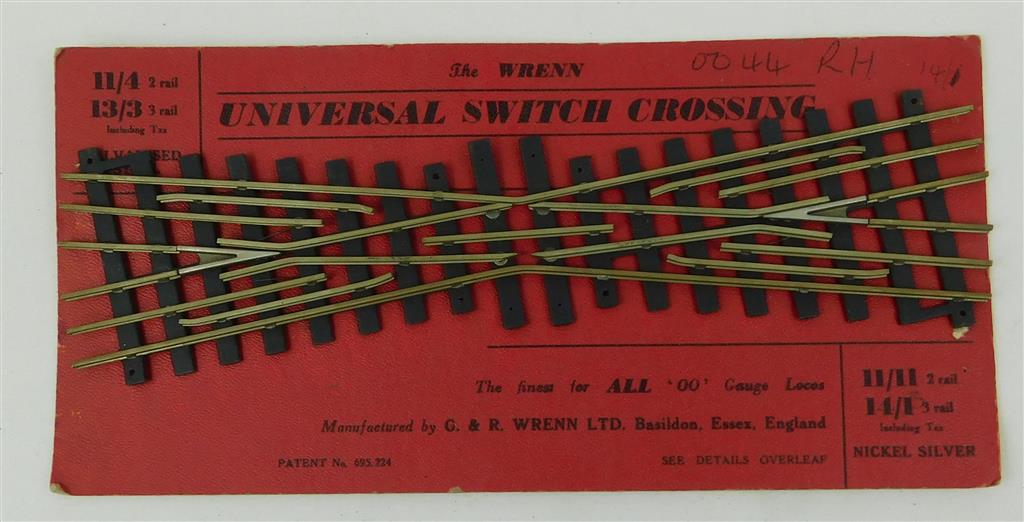 11/4 2 rail
13/3 3 rail
Including Tax
The WRENN
UNIVERSAL SWITCH CROSSING
0044 RH
The finest for ALL 'OO' Gauge Locos
Manufactured by G. & R. WRENN LTD. Basildon, Essex, England
PATENT No. 695,224
SEE DETAILS OVERLEAF
11/11 2 rail
3 rail
Including Tax
NICKEL SILVER